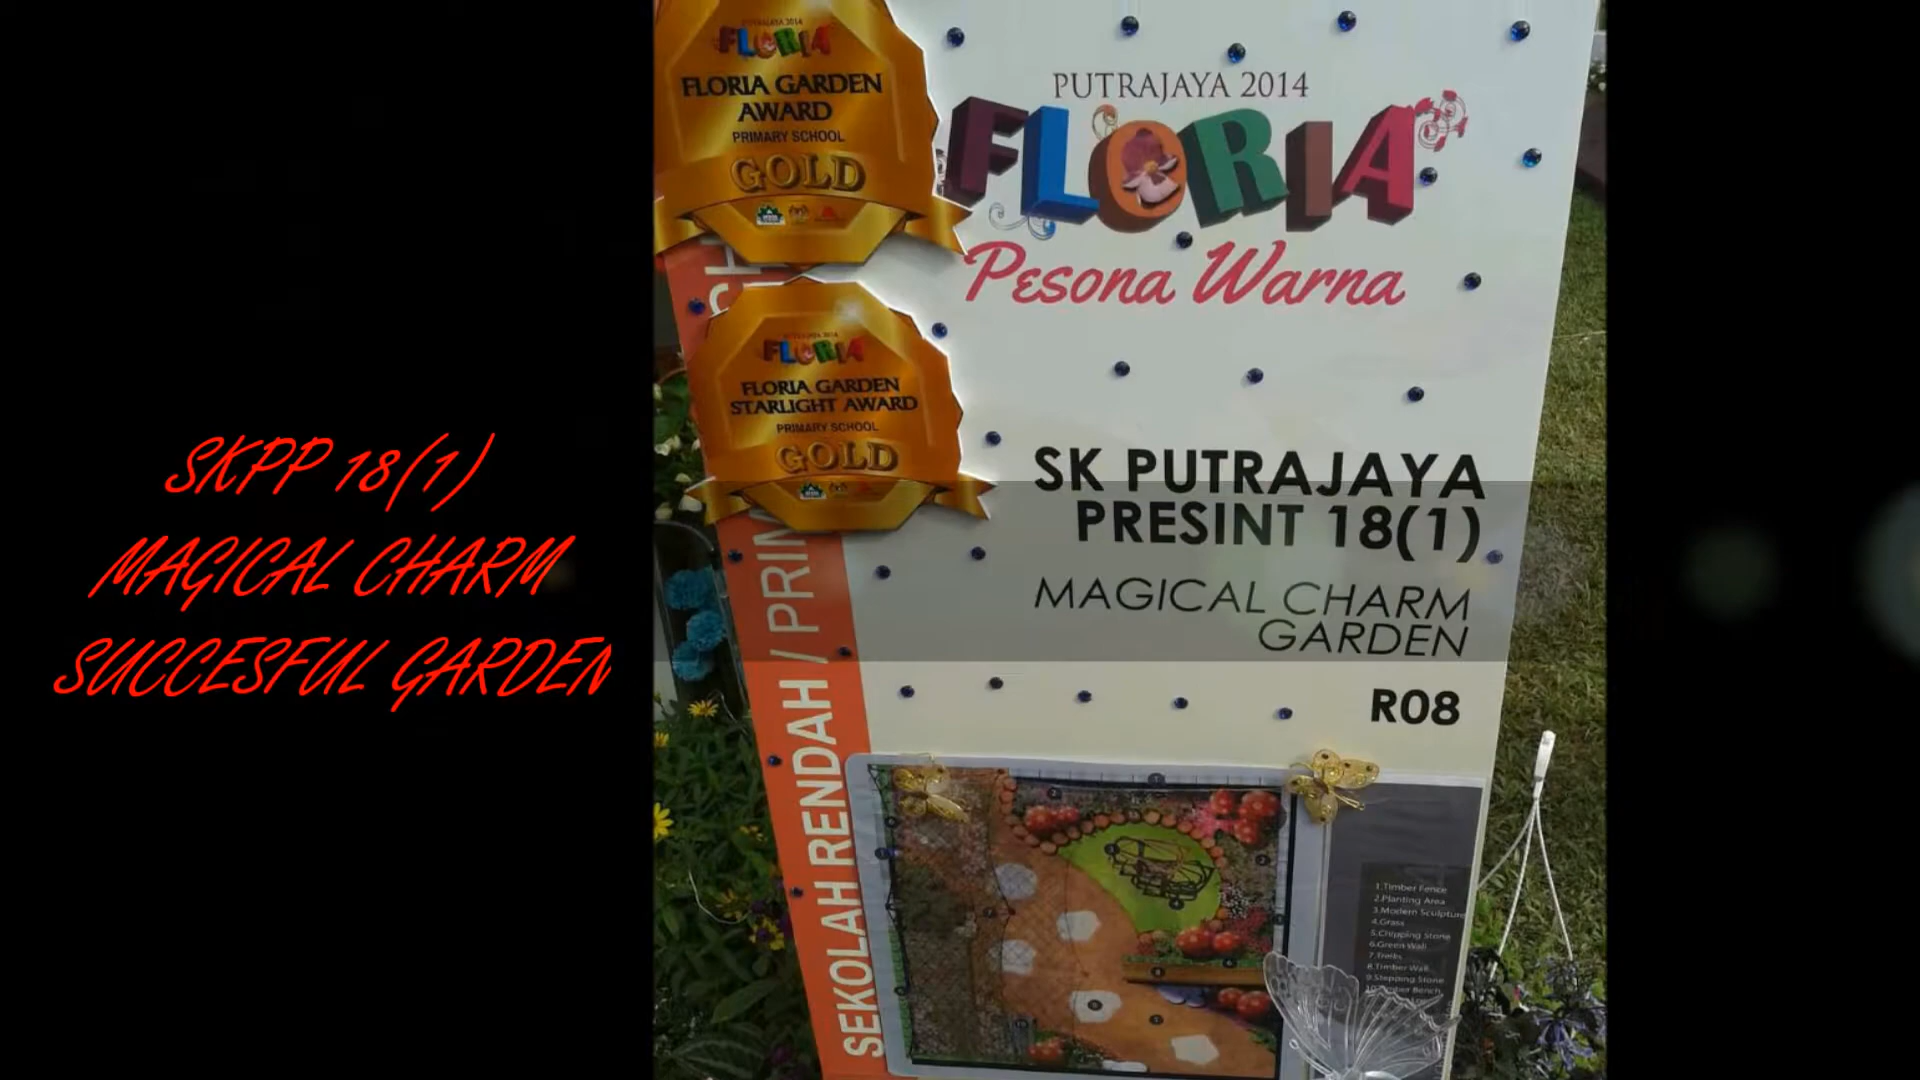 SKPP 18(1)
MAGICAL CHARM
SUCCESFUL GARDEN
FLORIA
FLORIA GARDEN
AWARD
PRIMARY SCHOOL
GOLD
PUTRAJAYA 2014
FLORIA
Pesona Warna
FLORIA
FLORIA GARDEN
STARLIGHT AWARD
PRIMARY SCHOOL
GOLD
SK PUTRAJAYA
PRESINT 18(1)
MAGICAL CHARM
GARDEN
R08
SEKOLAH RENDAH /
1.Timber Fence
2.Planting Area
3.Modern Sculpture
4.Grass
5.Chipping Stone
6.Green Wall
7.Trellis
8.Timber Wall
9.Stepping Stone